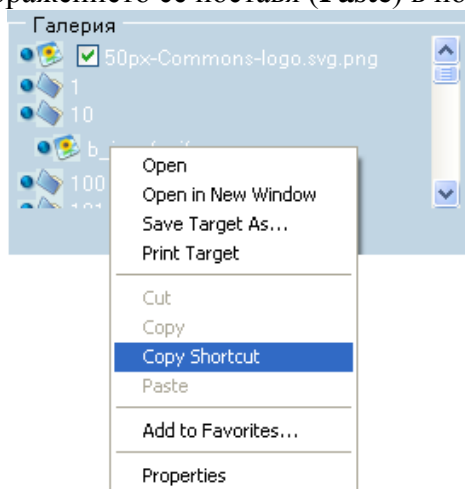 (Paste) в
Галерия
50px-Commons-logo.svg.png
1
10
100
Open
Open in New Window
Save Target As...
Print Target
Cut
Copy
Copy Shortcut
Paste
Add to Favorites...
Properties